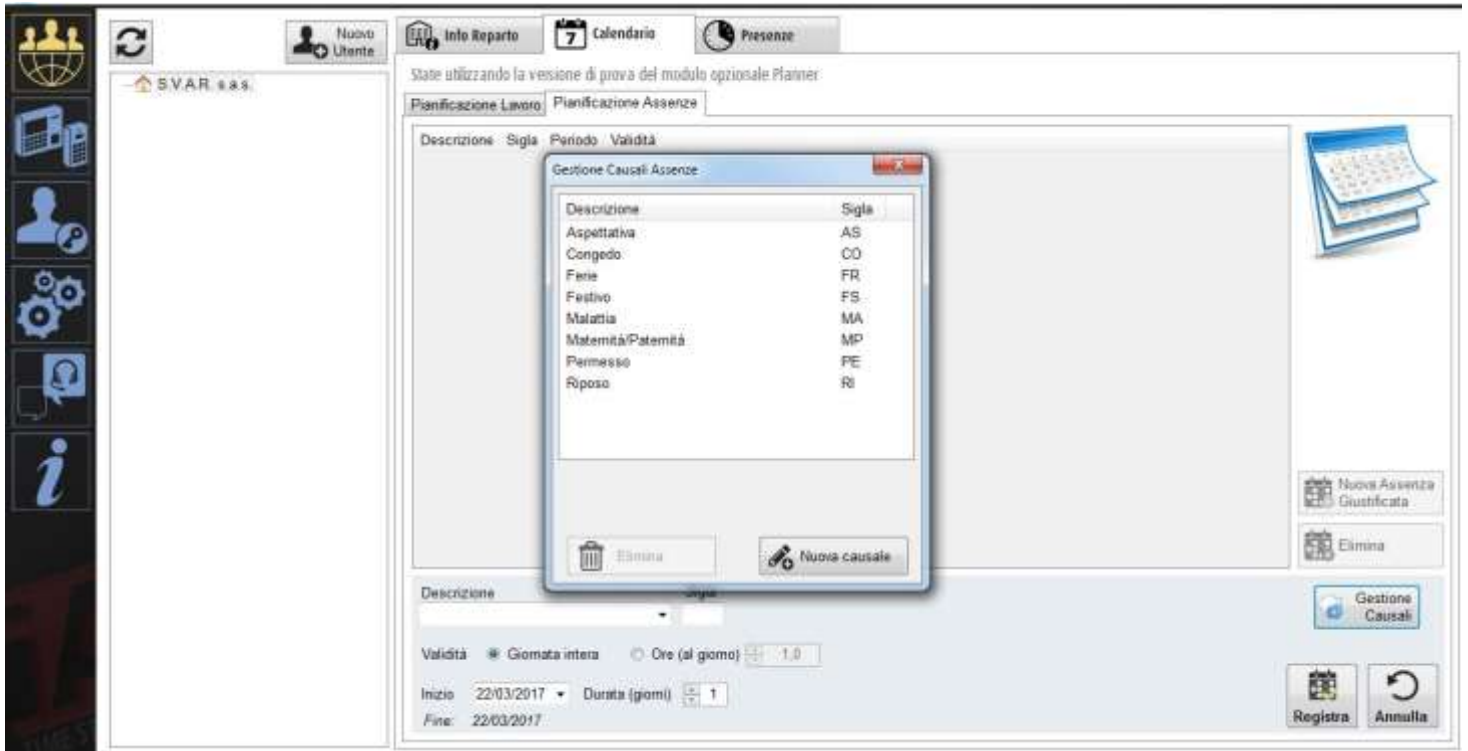 Nuovo
Utente
Info Reparto
7
Calendario
Presenze
S.V.A.R. s.a.s.
State utilizzando la versione di prova del modulo opzionale Planner
Pianificazione Lavoro
Pianificazione Assenze
Descrizione Sigla Periodo Validità
Gestione Causali Assenze
Descrizione Sigla
Aspettativa AS
Congedo CO
Ferie FR
Festivo FS
Malattia MA
Maternità/Paternità MP
Permesso PE
Riposo RI
Elimina
Nuova causale
Nuova Assenza
Giustificata
Elimina
Gestione
Causali
Descrizione Sigla
Validità Giornata intera Ore (al giorno) 1,0
Inizio 22/03/2017 Durata (giorni) 1
Fine: 22/03/2017
Registra
Annulla